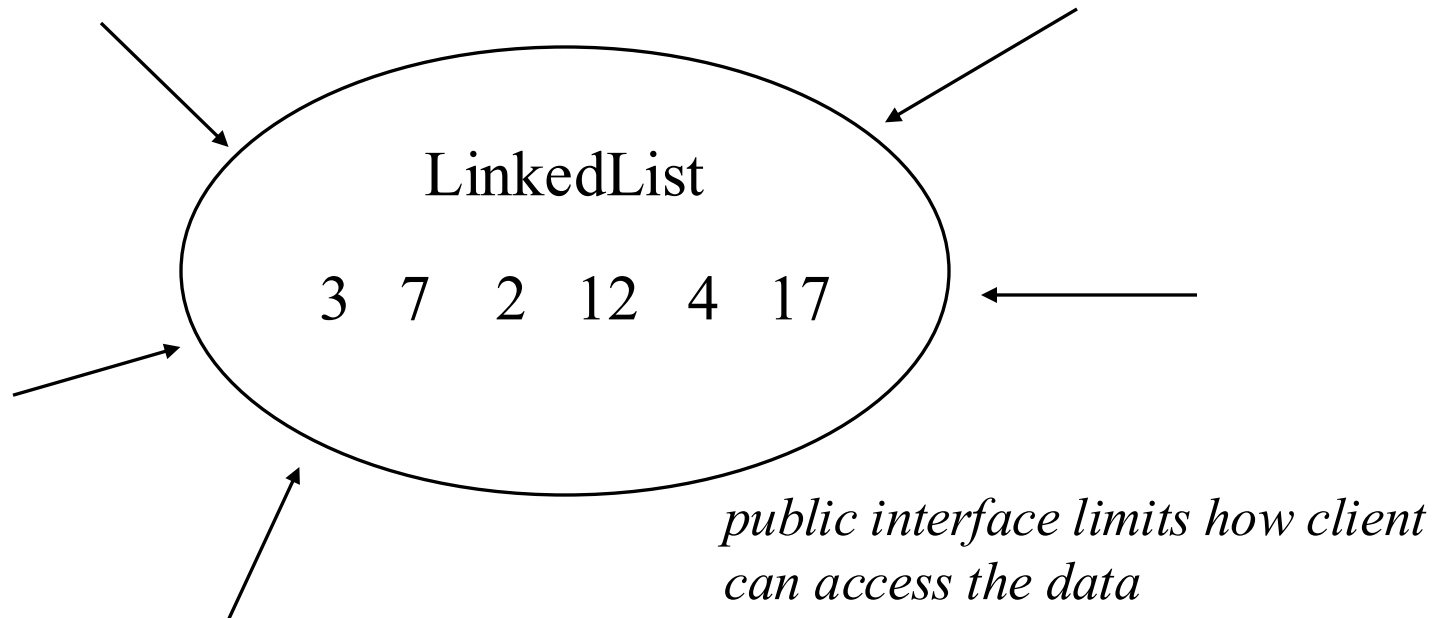 LinkedList
3 7 2 12 4 17
public interface limits how client
can access the data